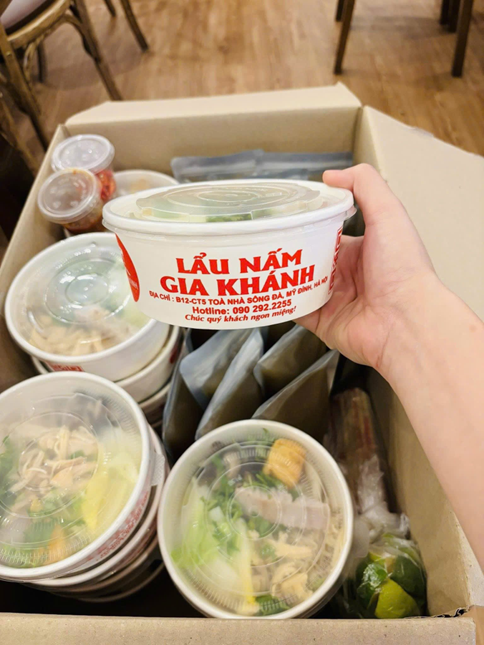 LẨU NẤM
GIA KHÁNH
ĐỊA CHỈ : B12-CT5 TOÀ NHÀ SÔNG ĐÀ, MỸ ĐÌNH, HÀ NỘI
Hotline: 090 292.2255
Chúc quý khách ngon miệng!